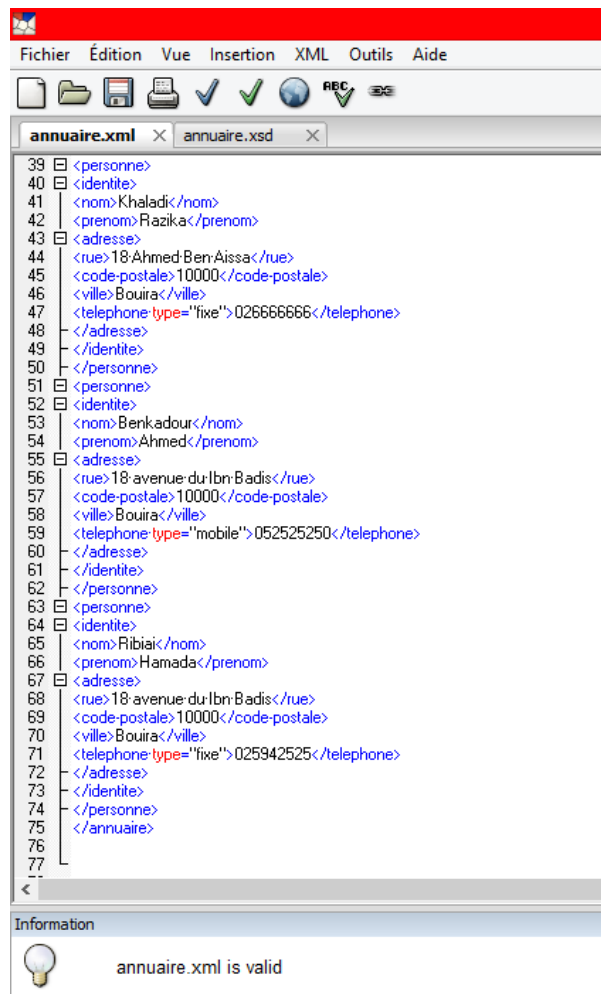 Fichier Édition Vue Insertion XML Outils Aide
ABC
annuaire.xml × annuaire.xsd ×
39 <personne>
40 <identite>
41 <nom>Khaladi</nom>
42 <prenom>Razika</prenom>
43 <adresse>
44 <rue>18·Ahmed·Ben·Aissa</rue>
45 <code-postale>10000</code-postale>
46 <ville>Bouira</ville>
47 <telephone·type="fixe">026666666</telephone>
48 </adresse>
49 </identite>
50 </personne>
51 <personne>
52 <identite>
53 <nom>Benkadour</nom>
54 <prenom>Ahmed</prenom>
55 <adresse>
56 <rue>18·avenue·du·Ibn·Badis</rue>
57 <code-postale>10000</code-postale>
58 <ville>Bouira</ville>
59 <telephone·type="mobile">052525250</telephone>
60 </adresse>
61 </identite>
62 </personne>
63 <personne>
64 <identite>
65 <nom>Ribiai</nom>
66 <prenom>Hamada</prenom>
67 <adresse>
68 <rue>18·avenue·du·Ibn·Badis</rue>
69 <code-postale>10000</code-postale>
70 <ville>Bouira</ville>
71 <telephone·type="fixe">025942525</telephone>
72 </adresse>
73 </identite>
74 </personne>
75 </annuaire>
76
77
Information
annuaire.xml is valid